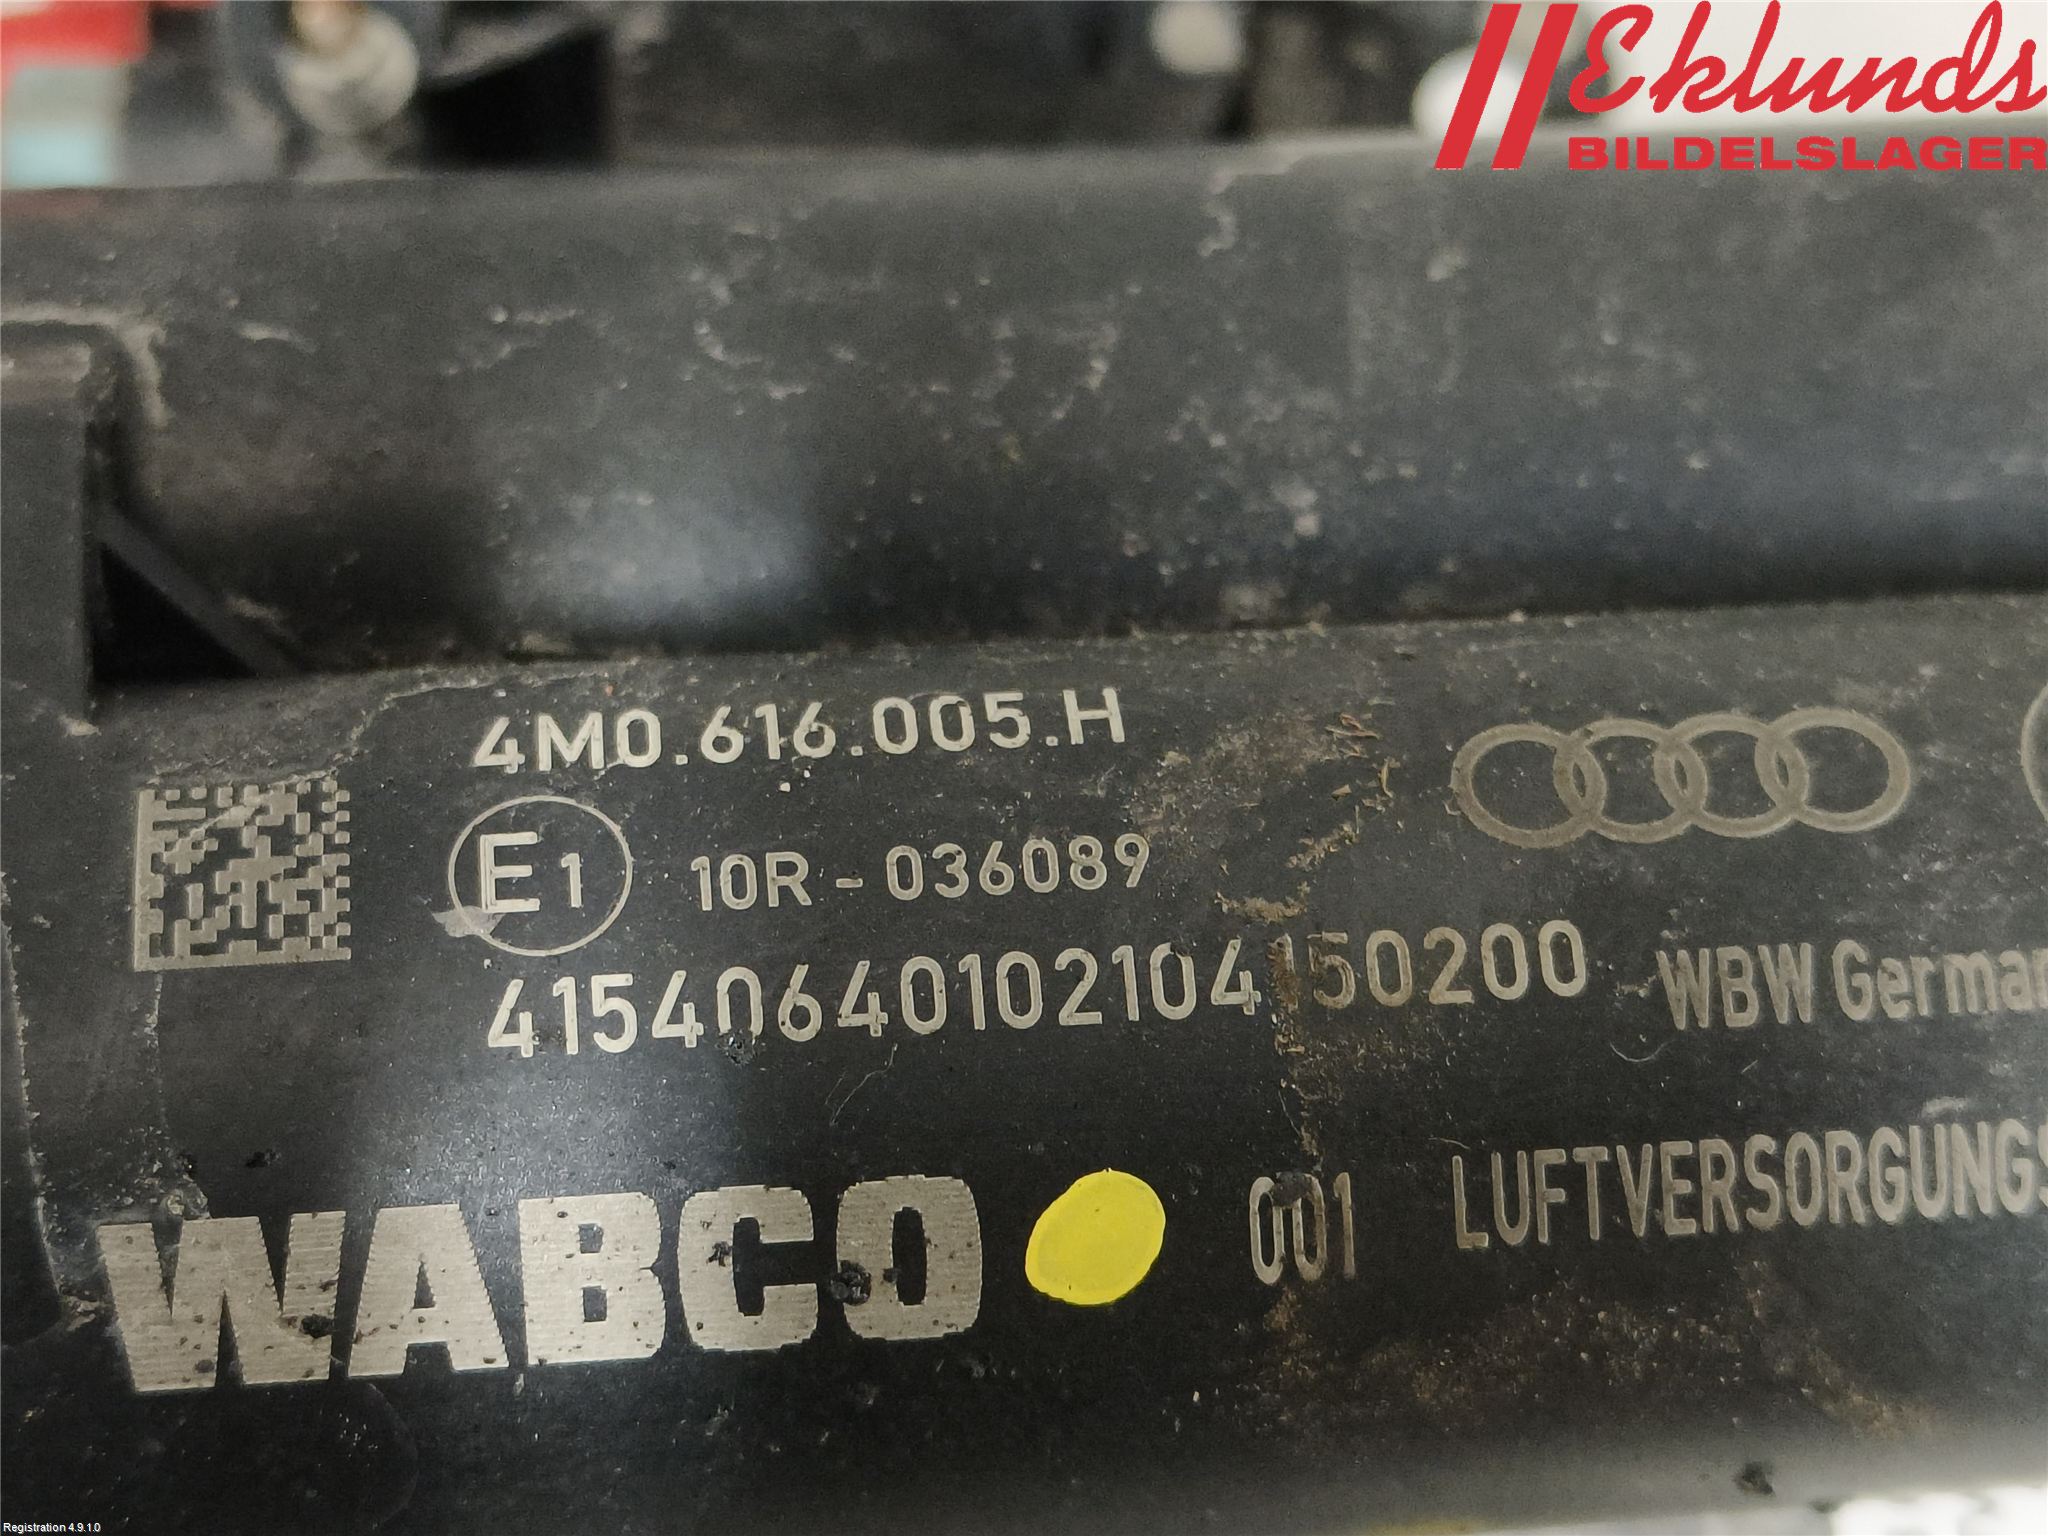 Eklunds
BILDELSLAGER
4M0.616.005.H
E1 10R - 036089
41540640102104150200
WBW German
WABCO 001 LUFTVERSORGUNGS
Registration 4.9.1.0